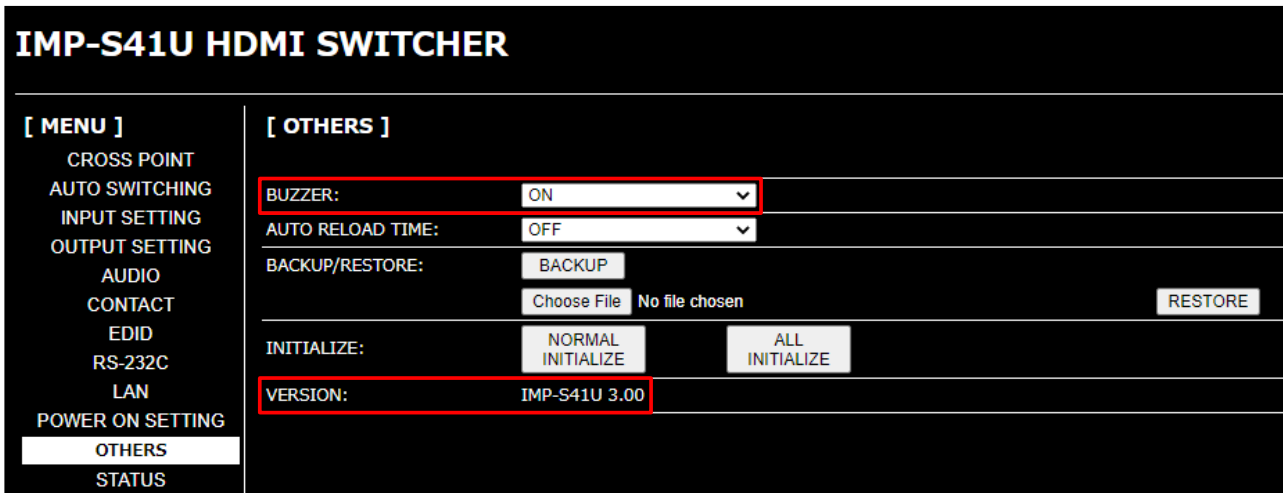 IMP-S41U HDMI SWITCHER
[ MENU ]
CROSS POINT
AUTO SWITCHING
INPUT SETTING
OUTPUT SETTING
AUDIO
CONTACT
EDID
RS-232C
LAN
POWER ON SETTING
OTHERS
STATUS
[ OTHERS ]
BUZZER: ON
AUTO RELOAD TIME: OFF
BACKUP/RESTORE: BACKUP
Choose File No file chosen RESTORE
INITIALIZE: NORMAL INITIALIZE ALL INITIALIZE
VERSION: IMP-S41U 3.00